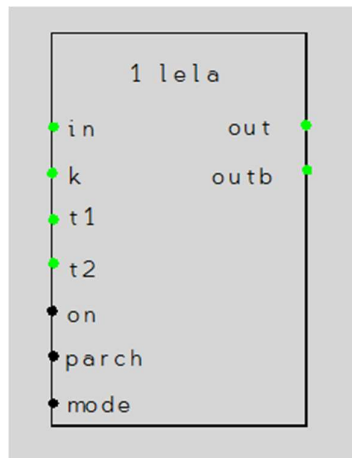 1 lela
in out
k outb
t1
t2
on
parch
mode